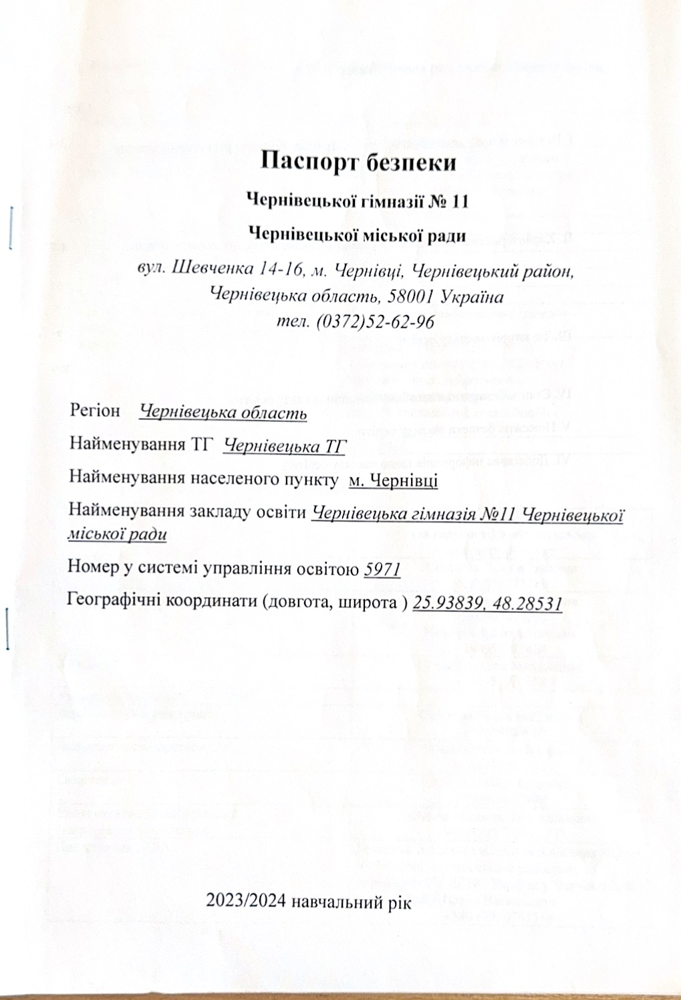 Паспорт безпеки
Чернівецької гімназії № 11
Чернівецької міської ради
вул. Шевченка 14-16, м. Чернівці, Чернівецький район,
Чернівецька область, 58001 Україна
тел. (0372)52-62-96
Регіон Чернівецька область
Найменування ТГ Чернівецька ТГ
Найменування населеного пункту м. Чернівці
Найменування закладу освіти Чернівецька гімназія №11 Чернівецької
міської ради
Номер у системі управління освітою 5971
Географічні координати (довгота, широта ) 25.93839, 48.28531
2023/2024 навчальний рік